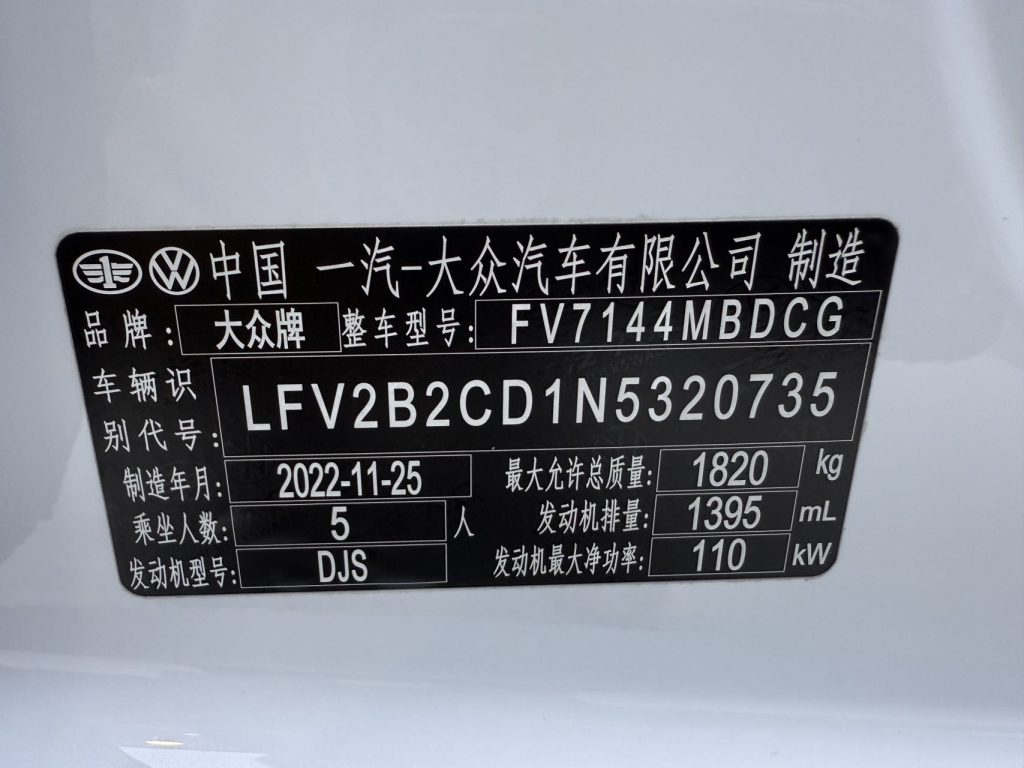 中国 一汽-大众汽车有限公司 制造
品牌: 大众牌 整车型号: FV7144MBDCG
车辆识别代号: LFV2B2CD1N5320735
制造年月: 2022-11-25 最大允许总质量: 1820 kg
乘坐人数: 5 人 发动机排量: 1395 mL
发动机型号: DJS 发动机最大净功率: 110 kW